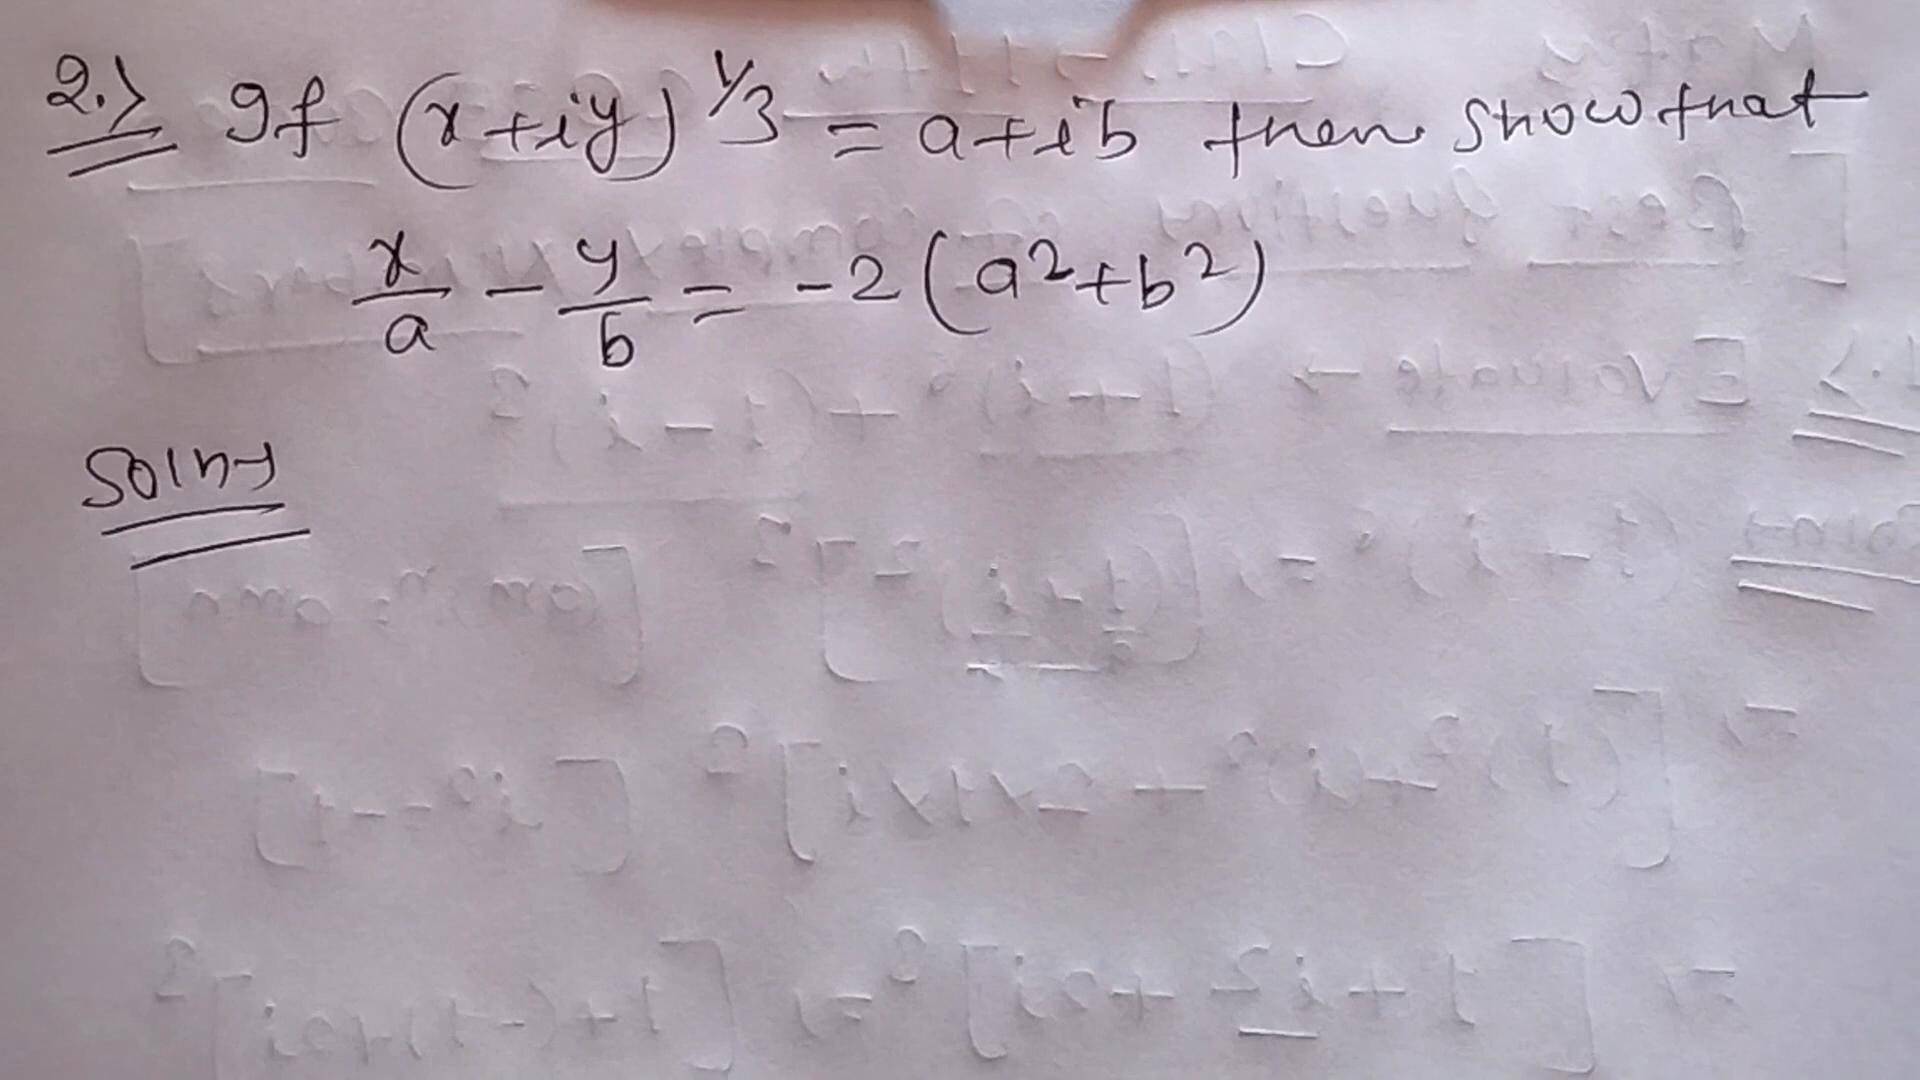 2.> If (x+iy)^1/3 = a+ib then show that
x/a - y/b = -2 (a²+b²)
Soln→